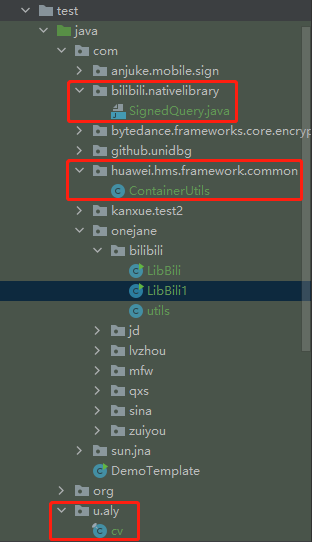 test
java
com
anjuke.mobile.sign
bilibili.nativelibrary
SignedQuery.java
bytedance.frameworks.core.encryp
github.unidbg
huawei.hms.framework.common
ContainerUtils
kanxue.test2
onejane
bilibili
LibBili
LibBili1
utils
jd
lvzhou
mfw
qxs
sina
zuiyou
sun.jna
DemoTemplate
org
u.aly
cv